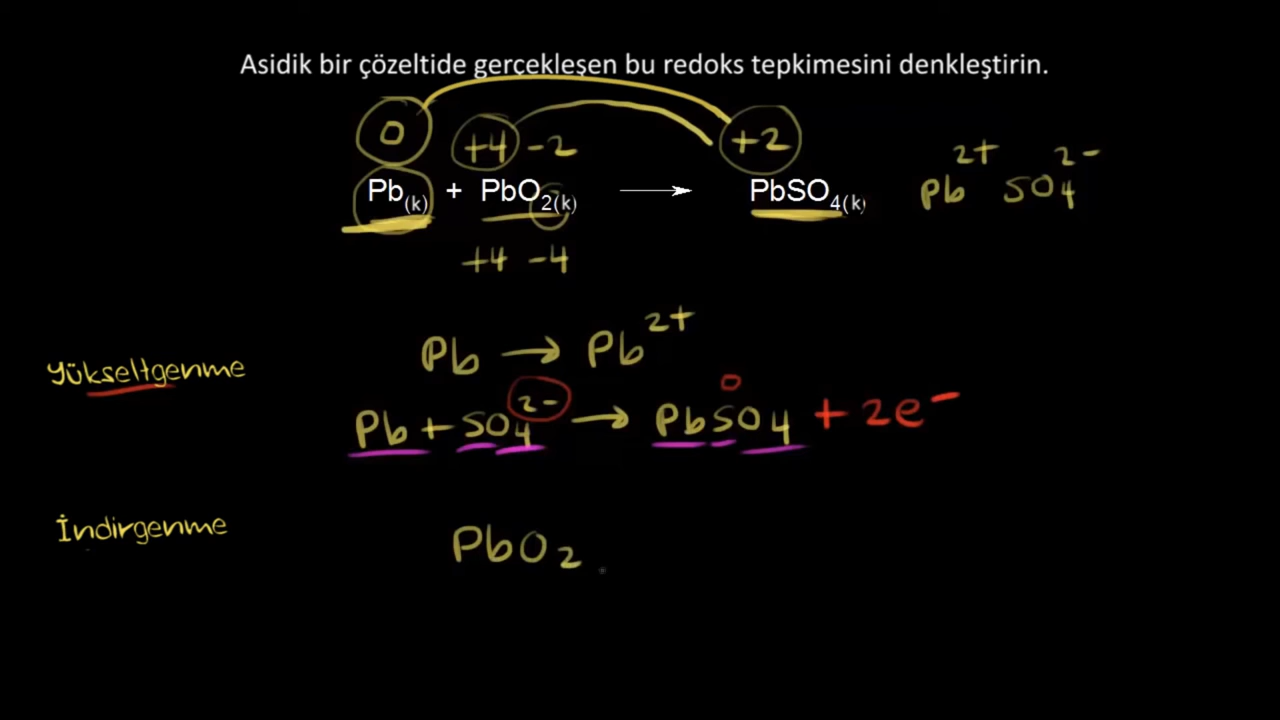 Asidik bir çözeltide gerçekleşen bu redoks tepkimesini denkleştirin.
0 +4 -2 +2
Pb(k) + PbO2(k) → PbSO4(k) Pb²⁺ SO₄²⁻
+4 -4
Pb → Pb²⁺
Yükseltgenme
0
Pb + SO₄²⁻ → PbSO₄ + 2e⁻
İndirgenme
PbO₂